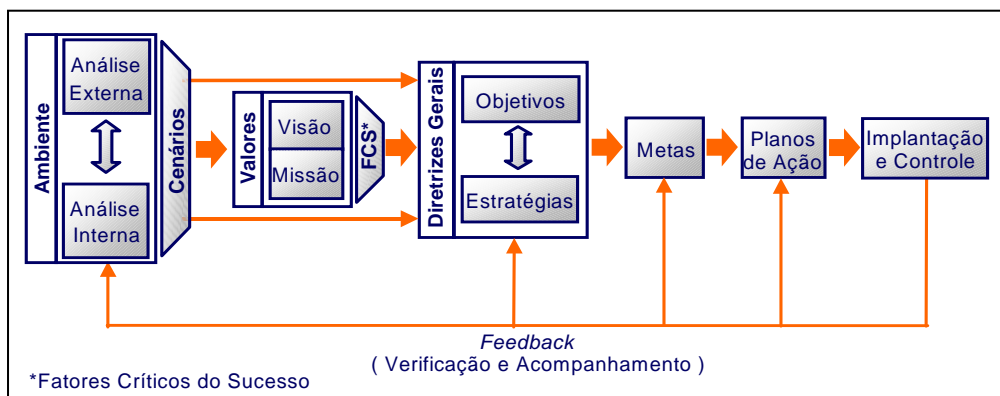 Ambiente
Análise
Externa
Análise
Interna
Cenários
Valores
Visão
Missão
FCS*
Diretrizes Gerais
Objetivos
Estratégias
Metas
Planos
de Ação
Implantação
e Controle
Feedback
( Verificação e Acompanhamento )
*Fatores Críticos do Sucesso